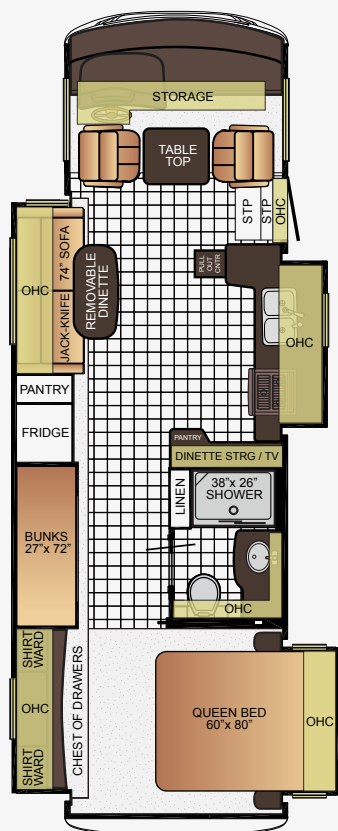 STORAGE
TABLE
TOP
STP
STP
OHC
OHC
74" SOFA
JACK-KNIFE
REMOVABLE
DINETTE
PULL
OUT
CNTR
OHC
PANTRY
FRIDGE
PANTRY
DINETTE STRG / TV
LINEN
38"x 26"
SHOWER
BUNKS
27"x 72"
OHC
SHIRT
WARD
OHC
SHIRT
WARD
CHEST OF DRAWERS
QUEEN BED
60"x 80"
OHC